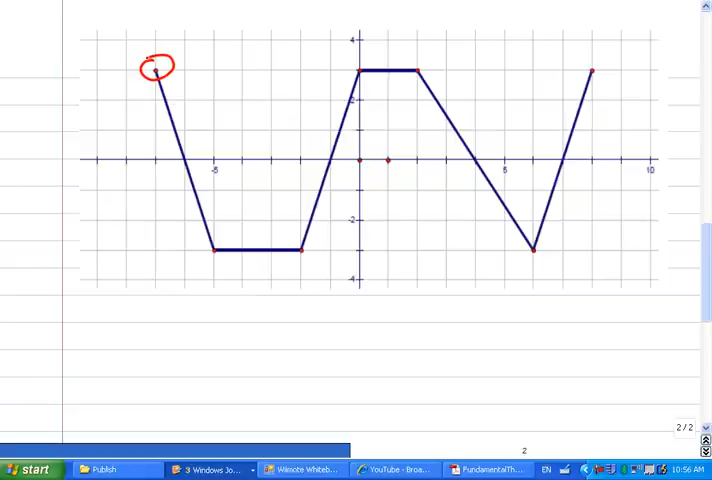 4
2
-5
5
10
-2
-4
2 / 2
2
start
Publish
3 Windows Jo...
Wilmote Whiteb...
YouTube - Broa...
FundamentalTh...
EN
10:56 AM